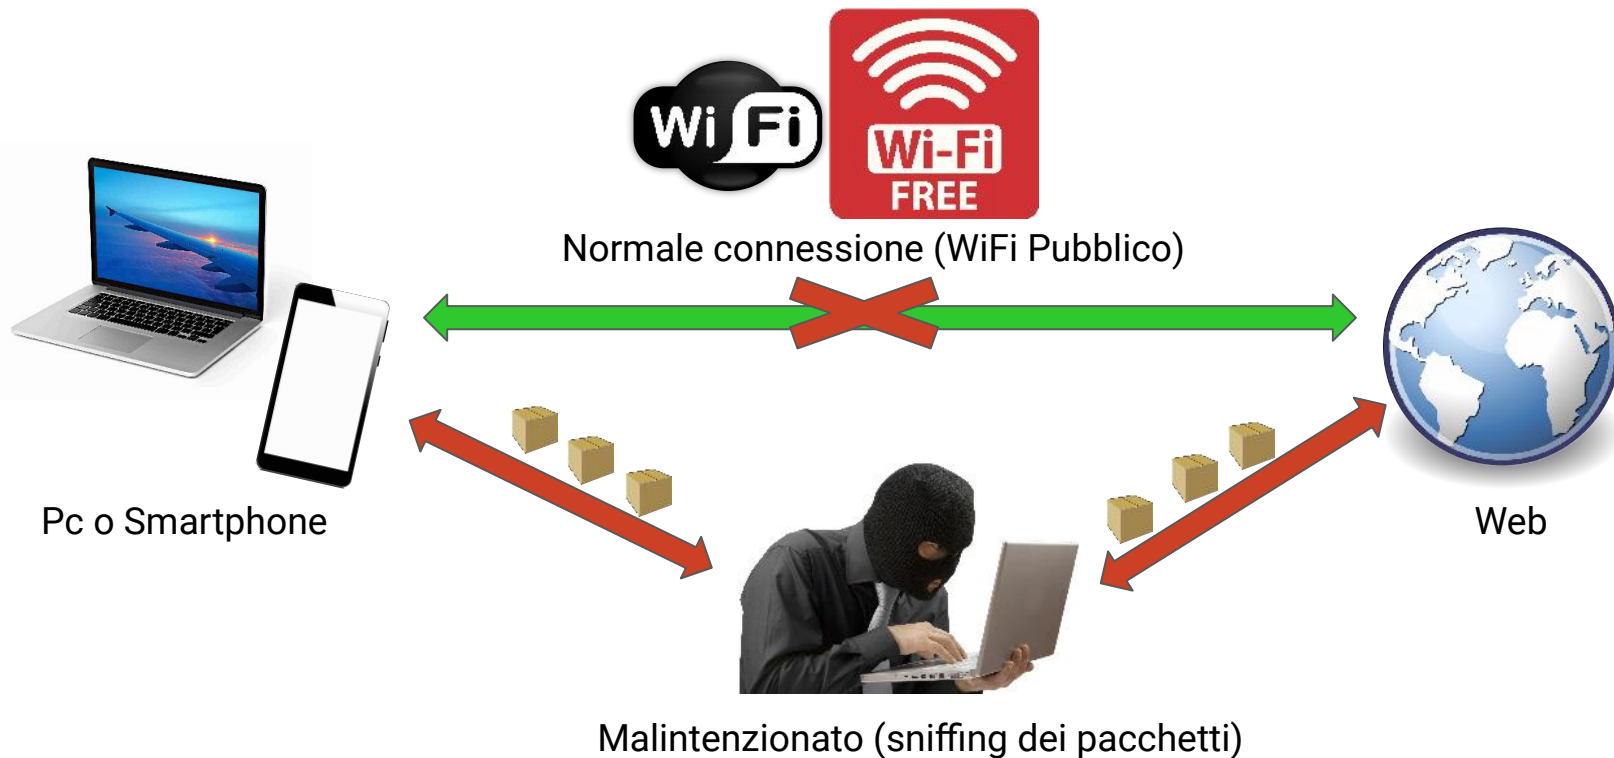 Wi Fi
Wi-Fi
FREE
Normale connessione (WiFi Pubblico)
Pc o Smartphone
Web
Malintenzionato (sniffing dei pacchetti)